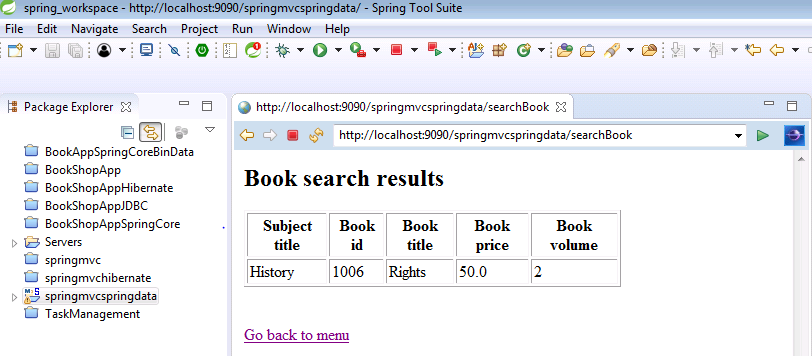 spring_workspace - http://localhost:9090/springmvcspringdata/ - Spring Tool Suite
File Edit Navigate Search Project Run Window Help
Package Explorer
BookAppSpringCoreBinData
BookShopApp
BookShopAppHibernate
BookShopAppJDBC
BookShopAppSpringCore
Servers
springmvc
springmvchibernate
springmvcspringdata
TaskManagement
http://localhost:9090/springmvcspringdata/searchBook
http://localhost:9090/springmvcspringdata/searchBook
Book search results
Subject title Book id Book title Book price Book volume
History 1006 Rights 50.0 2
Go back to menu